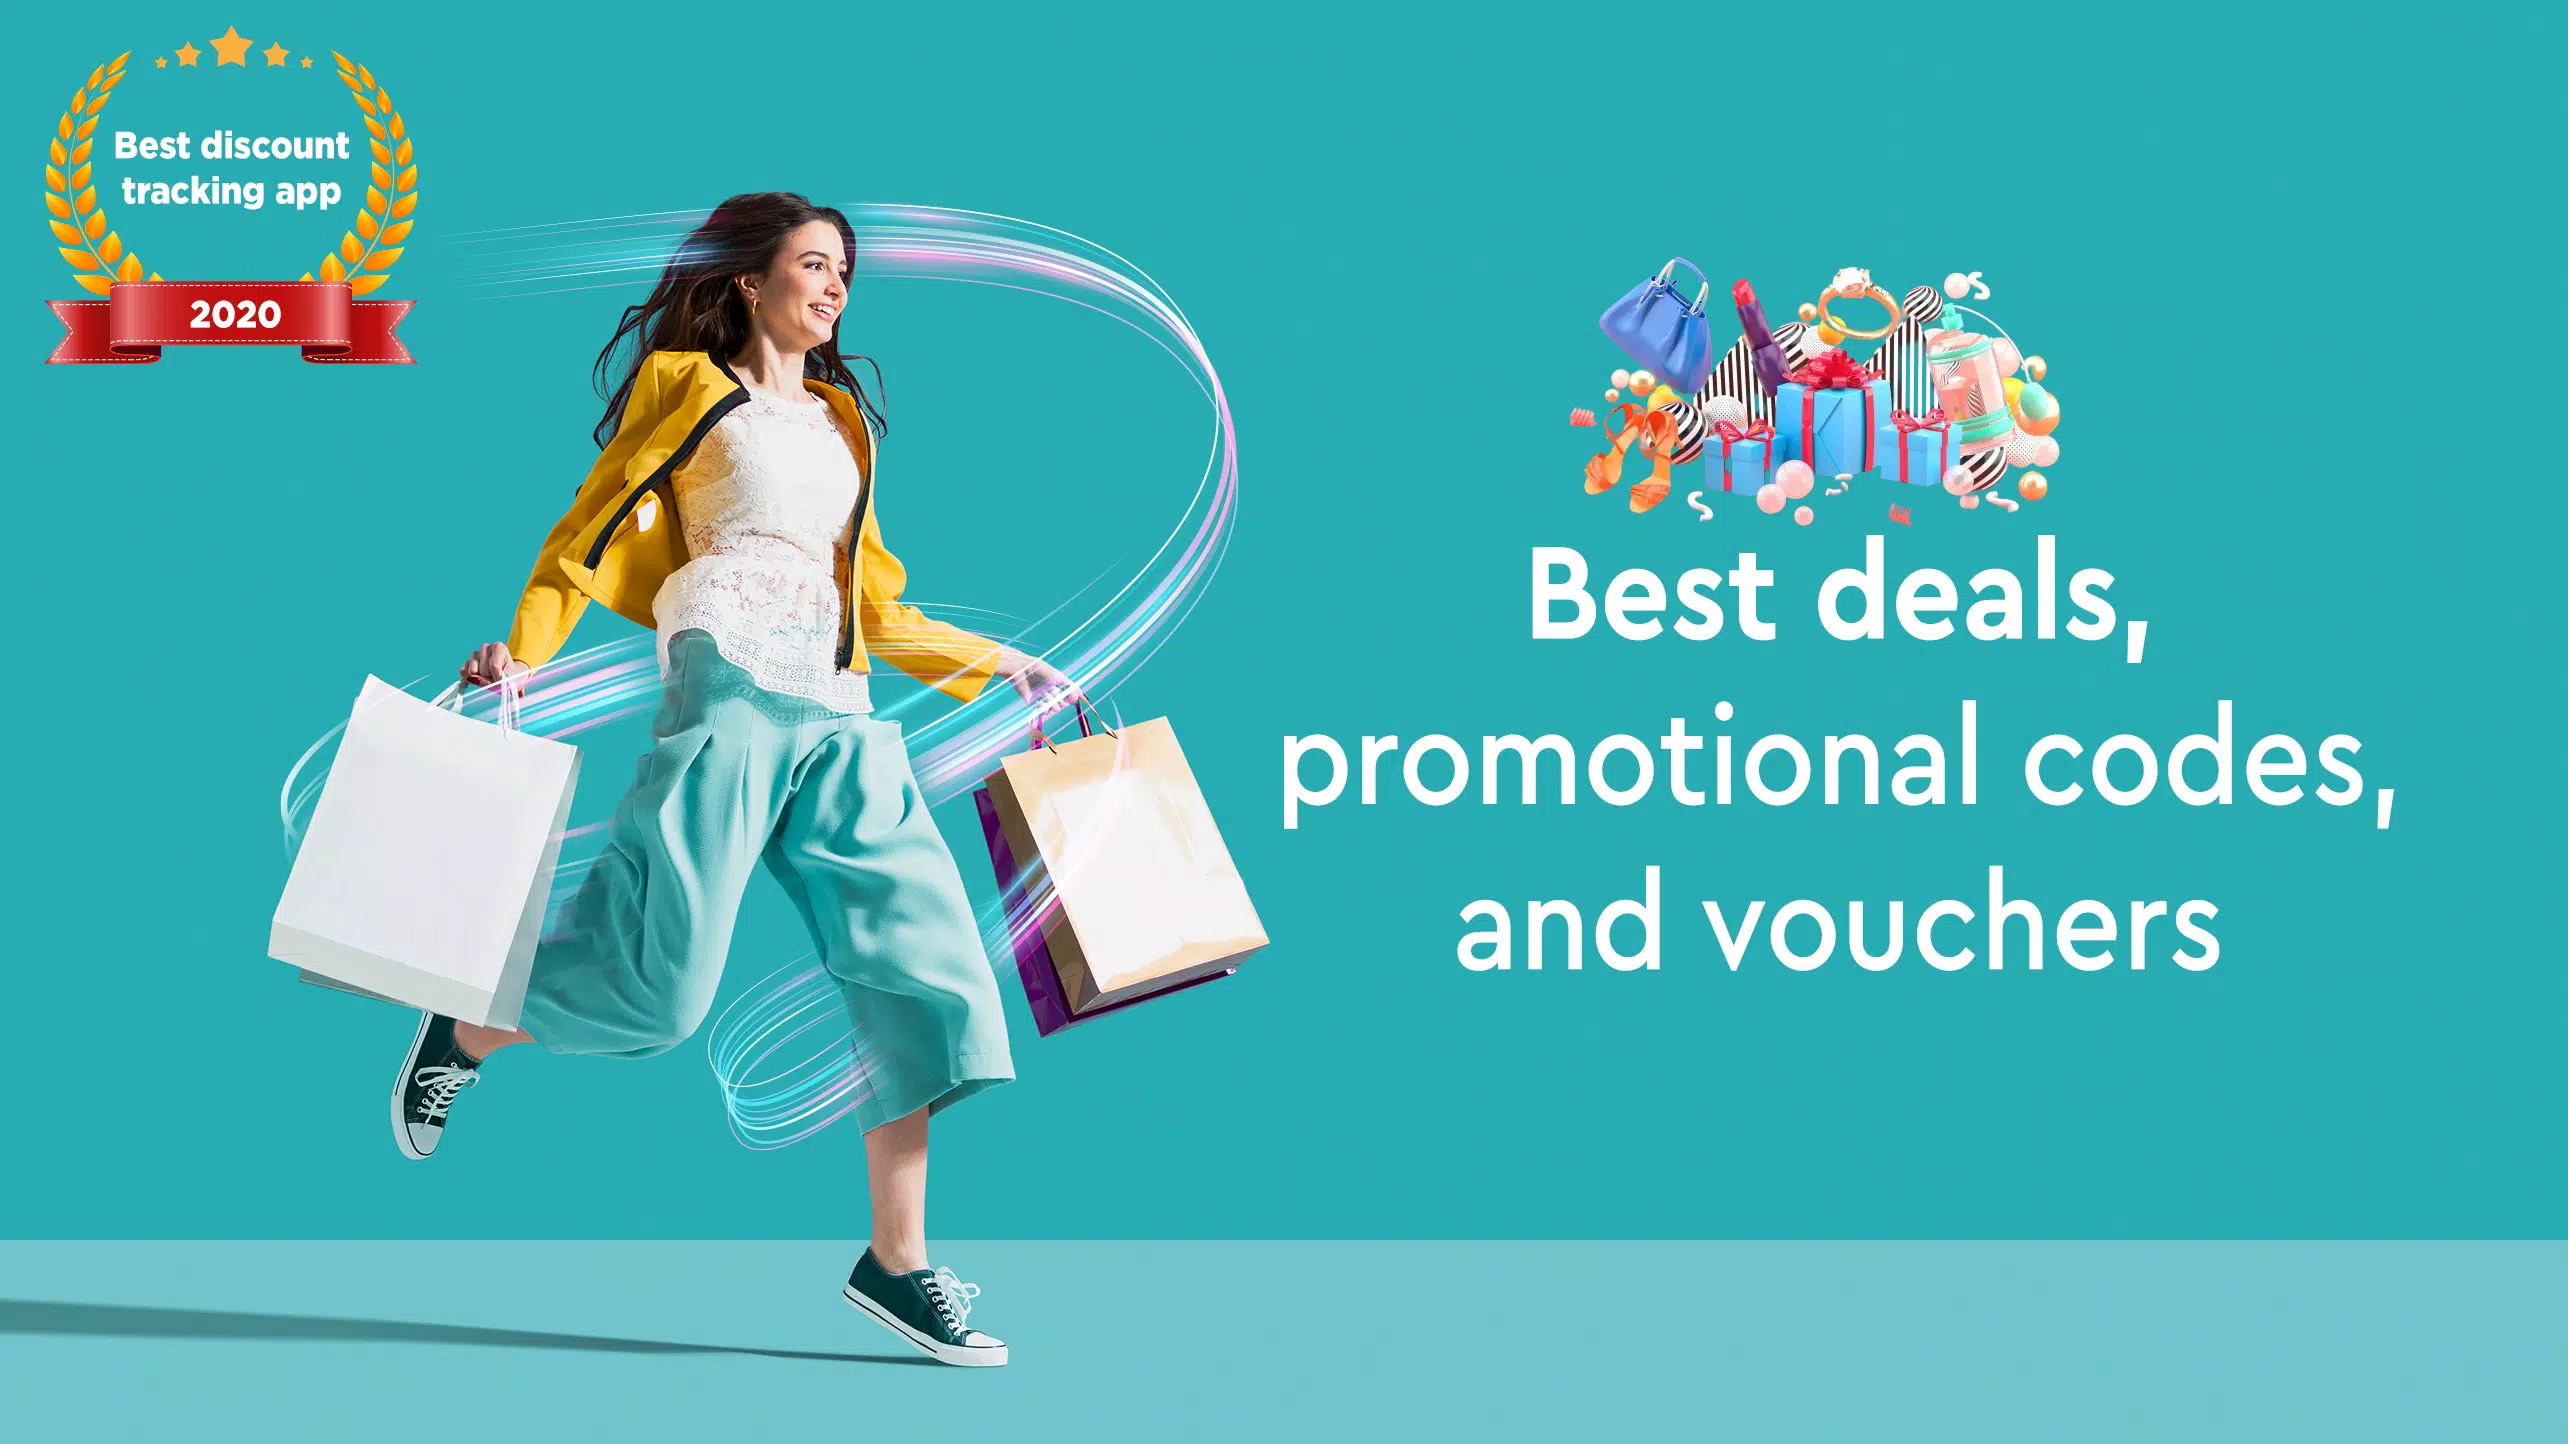 Best discount
tracking app
2020
Best deals,
promotional codes,
and vouchers